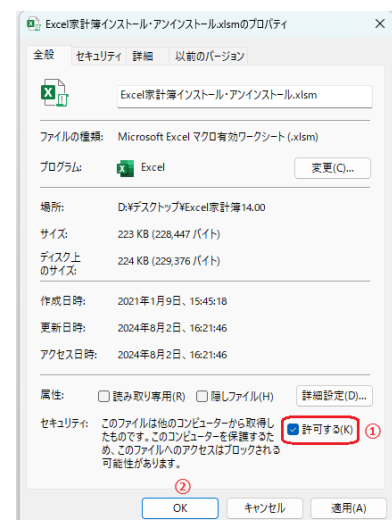 Excel家計簿インストール・アンインストール.xlsmのプロパティ
全般 セキュリティ 詳細 以前のバージョン
Excel家計簿インストール・アンインストール.xlsm
ファイルの種類: Microsoft Excel マクロ有効ワークシート (.xlsm)
プログラム: Excel 変更(C)...
場所: D:¥デスクトップ¥Excel家計簿14.00
サイズ: 223 KB (228,447 バイト)
ディスク上
のサイズ: 224 KB (229,376 バイト)
作成日時: 2021年1月9日、15:45:18
更新日時: 2024年8月2日、16:21:46
アクセス日時: 2024年8月2日、16:21:46
属性: 読み取り専用(R) 隠しファイル(H) 詳細設定(D)...
セキュリティ: このファイルは他のコンピューターから取得し
たものです。このコンピューターを保護するた
め、このファイルへのアクセスはブロックされる
可能性があります。
許可する(K) ①
②
OK キャンセル 適用(A)